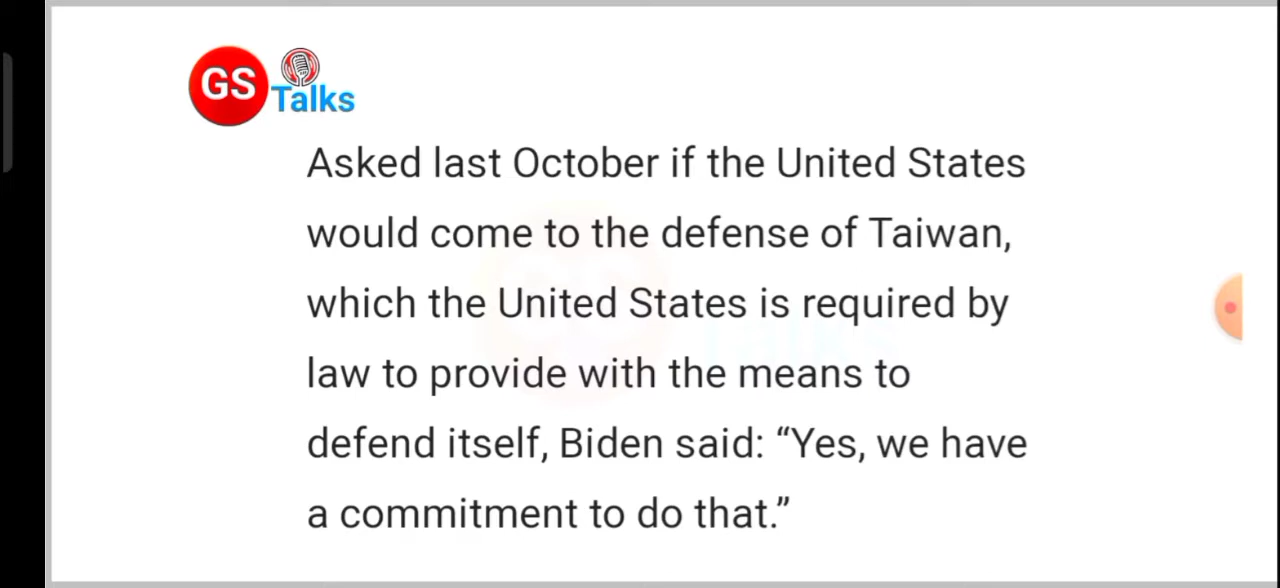 GS
Talks
Asked last October if the United States
would come to the defense of Taiwan,
which the United States is required by
law to provide with the means to
defend itself, Biden said: “Yes, we have
a commitment to do that.”